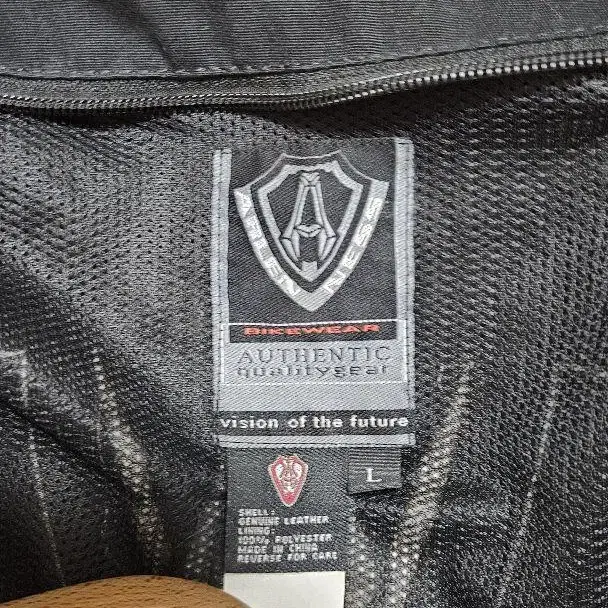 ARLEN NESS
BIKEWEAR
AUTHENTIC
qualitygear
vision of the future
L
SHELL:
GENUINE LEATHER
LINING:
100% POLYESTER
MADE IN CHINA
REVERSE FOR CARE